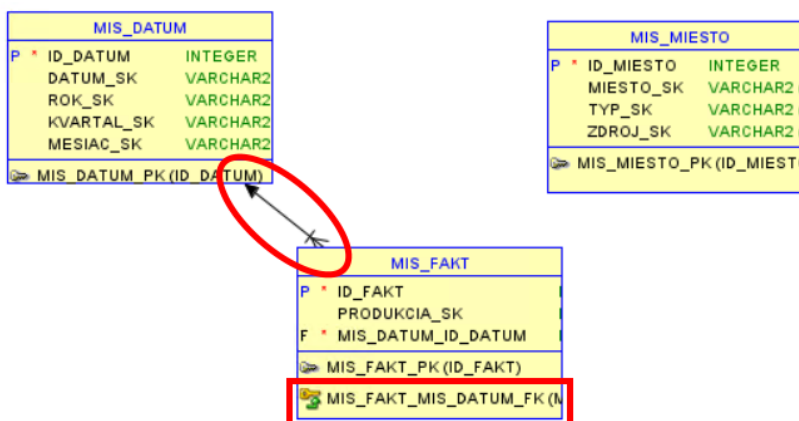 MIS_DATUM
P * ID_DATUM INTEGER
DATUM_SK VARCHAR2
ROK_SK VARCHAR2
KVARTAL_SK VARCHAR2
MESIAC_SK VARCHAR2
MIS_DATUM_PK (ID_DATUM)
MIS_MIESTO
P * ID_MIESTO INTEGER
MIESTO_SK VARCHAR2
TYP_SK VARCHAR2
ZDROJ_SK VARCHAR2
MIS_MIESTO_PK (ID_MIESTO
MIS_FAKT
P * ID_FAKT
PRODUKCIA_SK
F * MIS_DATUM_ID_DATUM
MIS_FAKT_PK (ID_FAKT)
MIS_FAKT_MIS_DATUM_FK (M